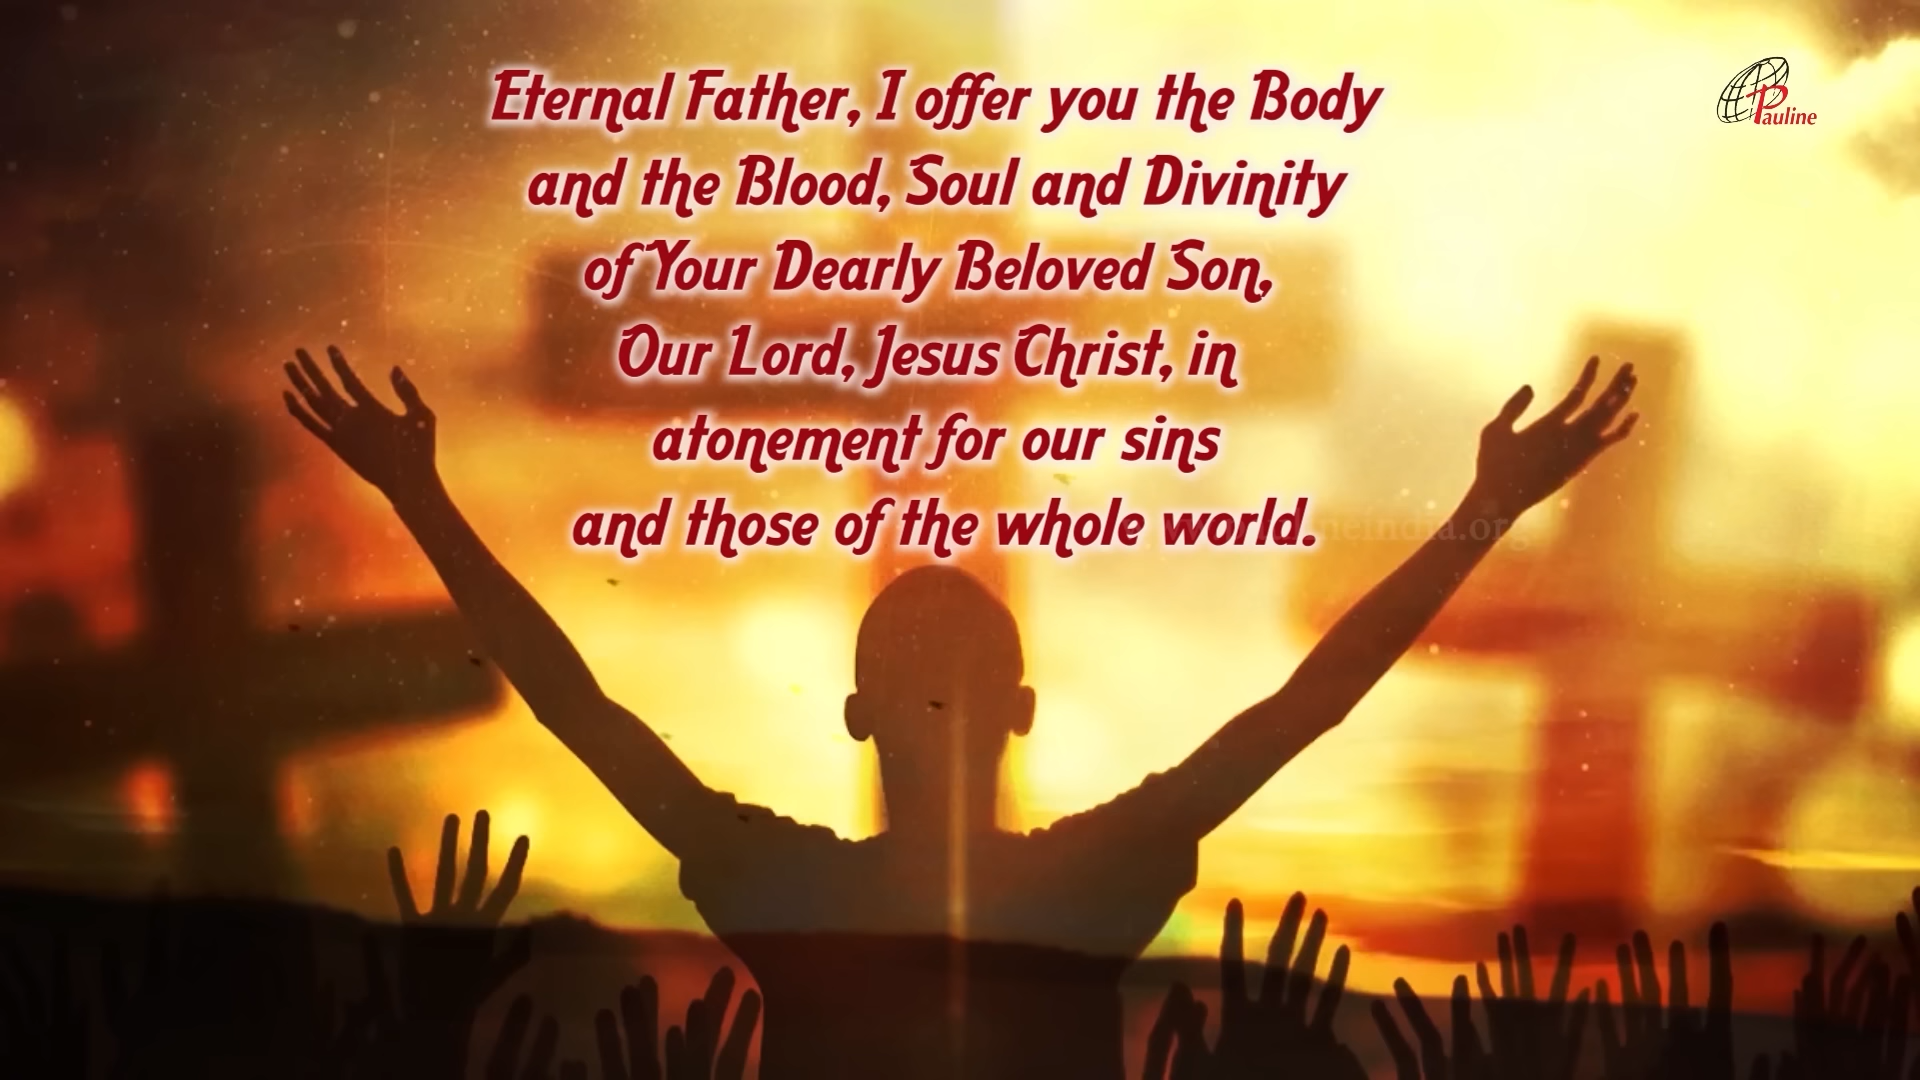 Eternal Father, I offer you the Body
and the Blood, Soul and Divinity
of Your Dearly Beloved Son,
Our Lord, Jesus Christ, in
atonement for our sins
and those of the whole world.
Pauline